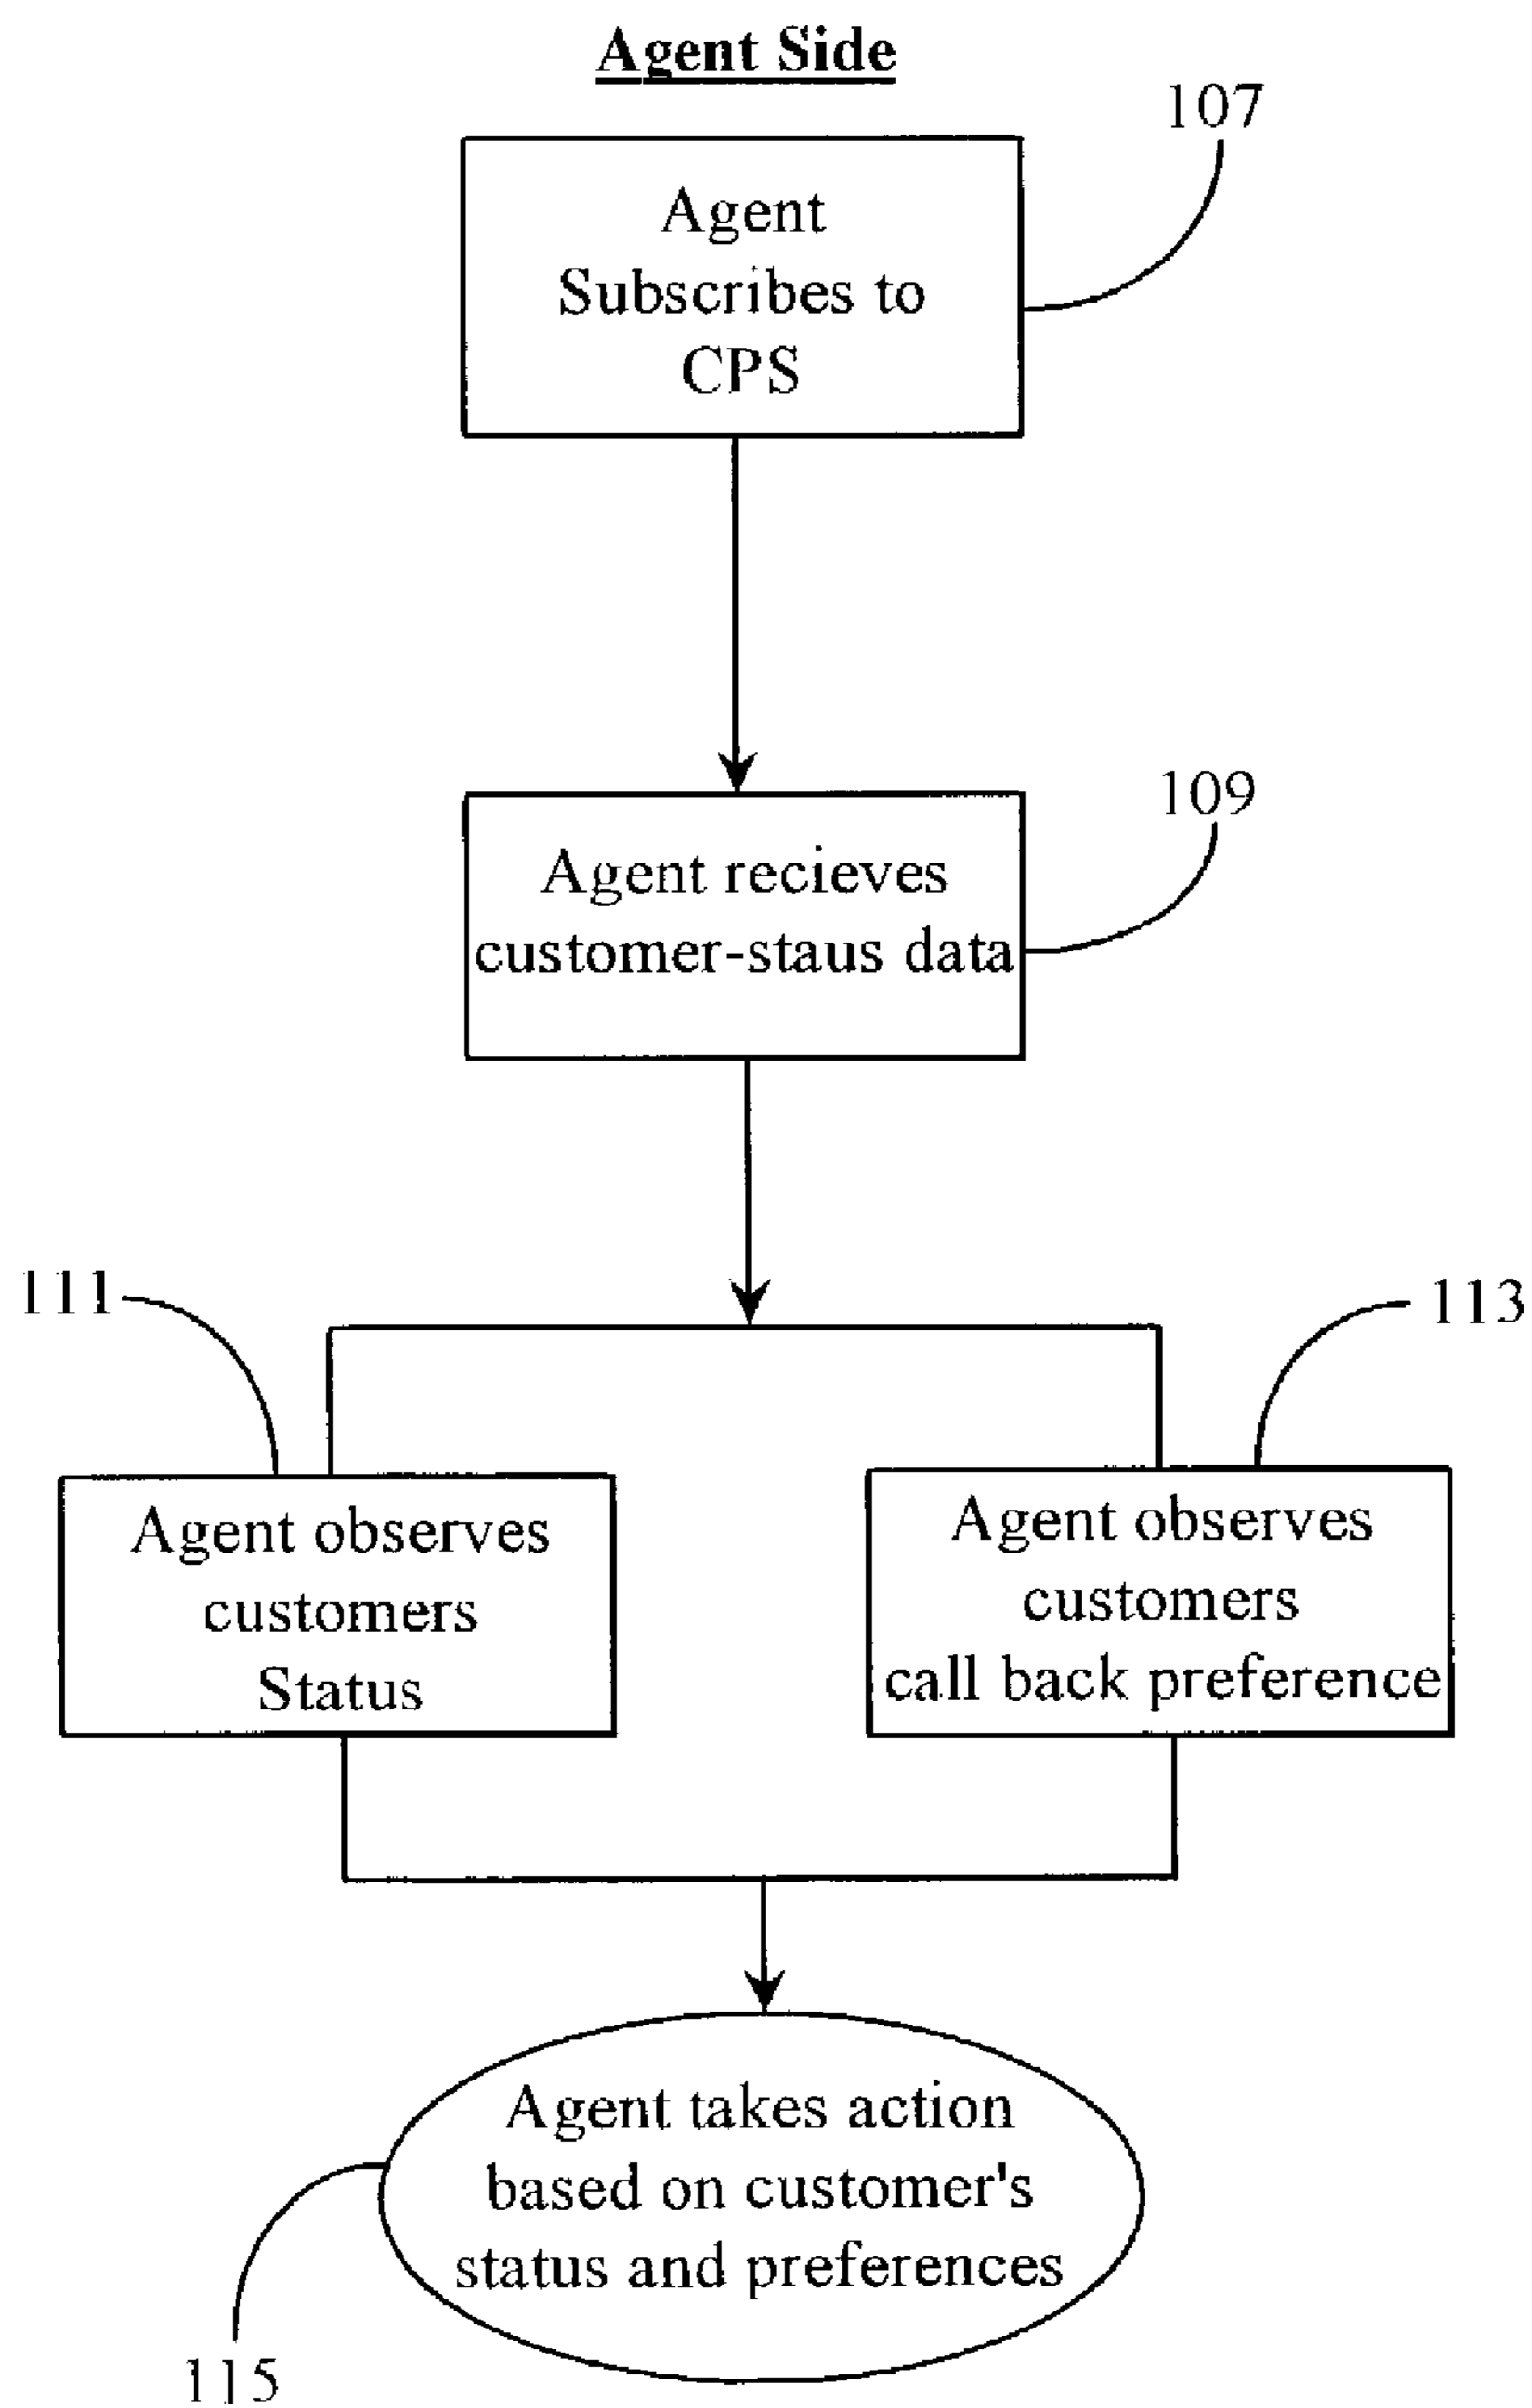 Agent Side
107
Agent
Subscribes to
CPS
109
Agent recieves
customer-staus data
111
113
Agent observes
customers
Status
Agent observes
customers
call back preference
Agent takes action
based on customer's
status and preferences
115